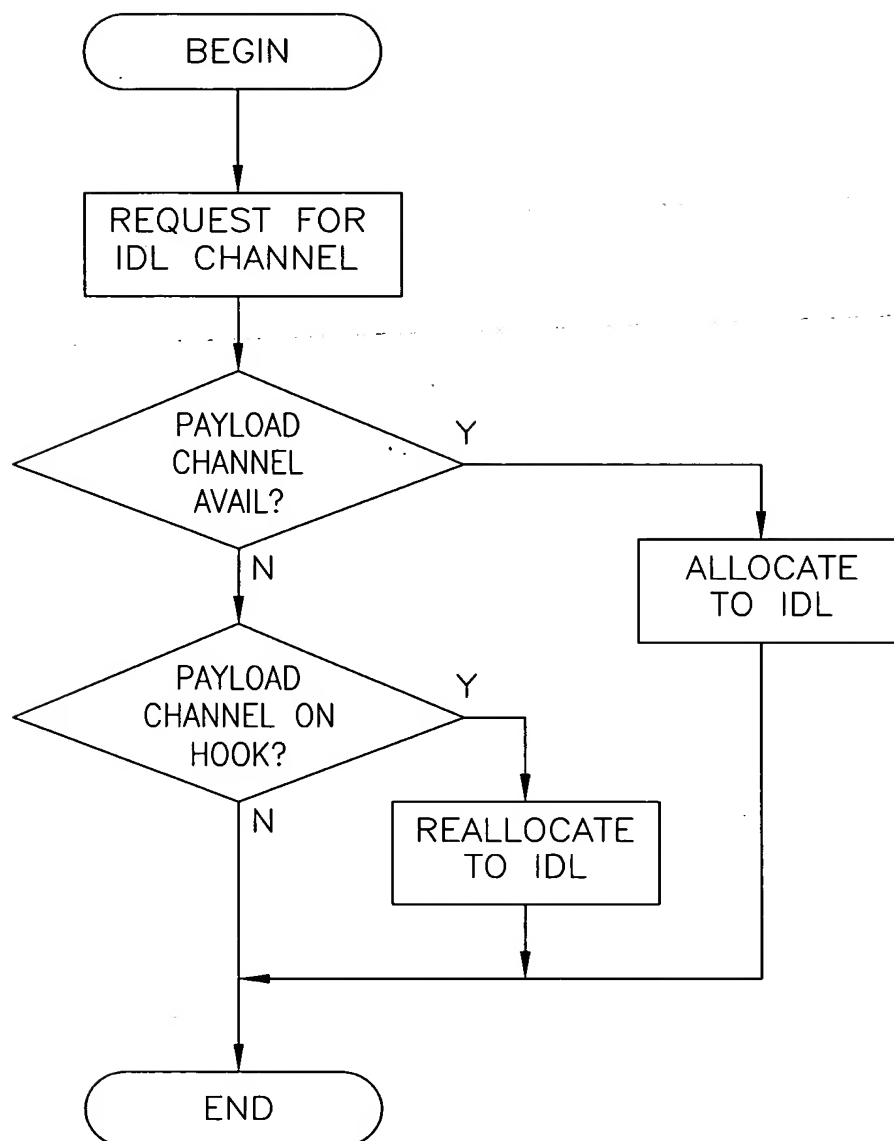 BEGIN
REQUEST FOR
IDL CHANNEL
PAYLOAD
CHANNEL
AVAIL?
Y
N
ALLOCATE
TO IDL
PAYLOAD
CHANNEL ON
HOOK?
Y
N
REALLOCATE
TO IDL
END